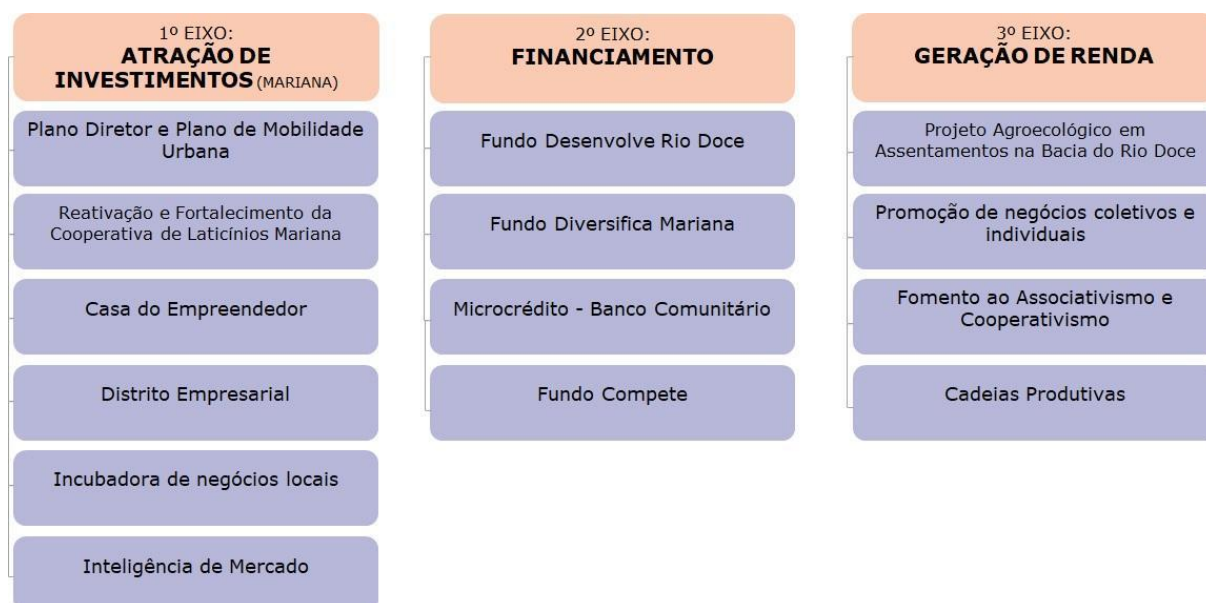 1º EIXO:
ATRAÇÃO DE
INVESTIMENTOS (MARIANA)
Plano Diretor e Plano de Mobilidade
Urbana
Reativação e Fortalecimento da
Cooperativa de Laticínios Mariana
Casa do Empreendedor
Distrito Empresarial
Incubadora de negócios locais
Inteligência de Mercado
2º EIXO:
FINANCIAMENTO
Fundo Desenvolve Rio Doce
Fundo Diversifica Mariana
Microcrédito - Banco Comunitário
Fundo Compete
3º EIXO:
GERAÇÃO DE RENDA
Projeto Agroecológico em
Assentamentos na Bacia do Rio Doce
Promoção de negócios coletivos e
individuais
Fomento ao Associativismo e
Cooperativismo
Cadeias Produtivas